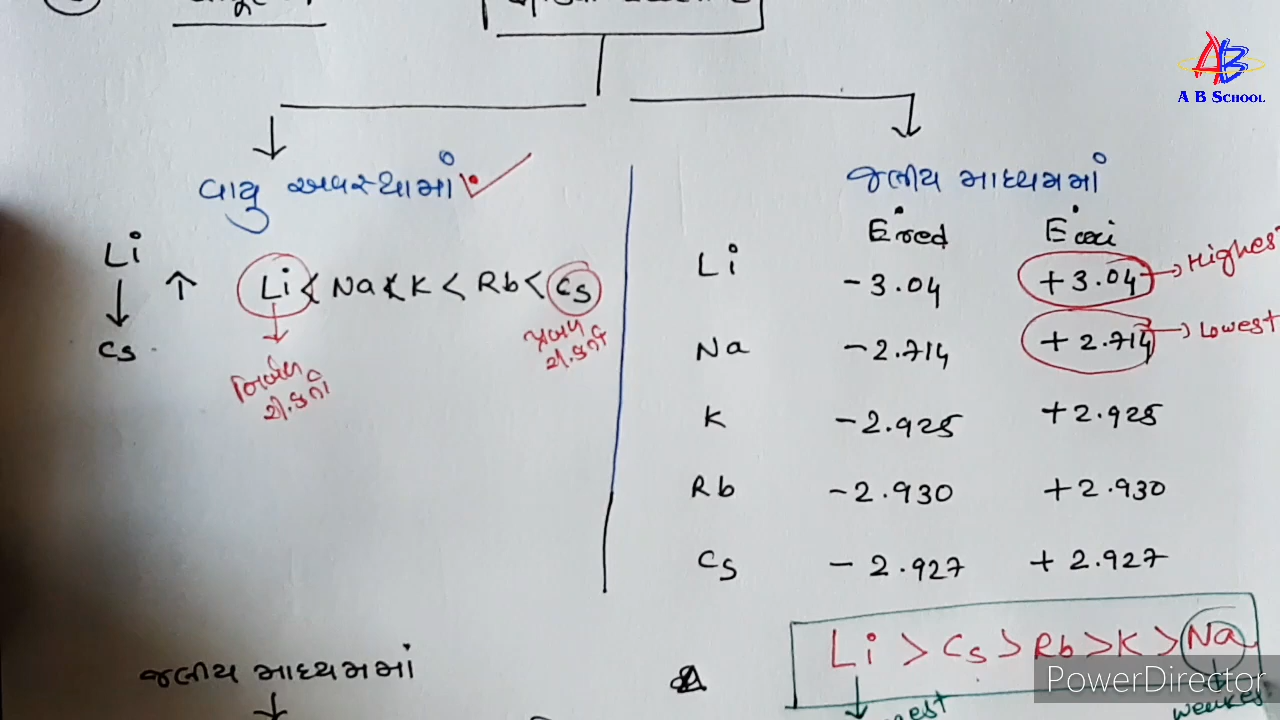 A B SCHOOL
વાયુ અવસ્થામાં
જલીય માધ્યમમાં
E°red E°oxi
Li
↓
Cs
↑ Li < Na < K < Rb < Cs
નિર્બળ
રી.કર્તા
પ્રબળ
રી.કર્તા
Li -3.04 +3.04 → Highest
Na -2.714 +2.714 → Lowest
K -2.925 +2.925
Rb -2.930 +2.930
Cs -2.927 +2.927
Li > Cs > Rb > K > Na
જલીય માધ્યમમાં
PowerDirector